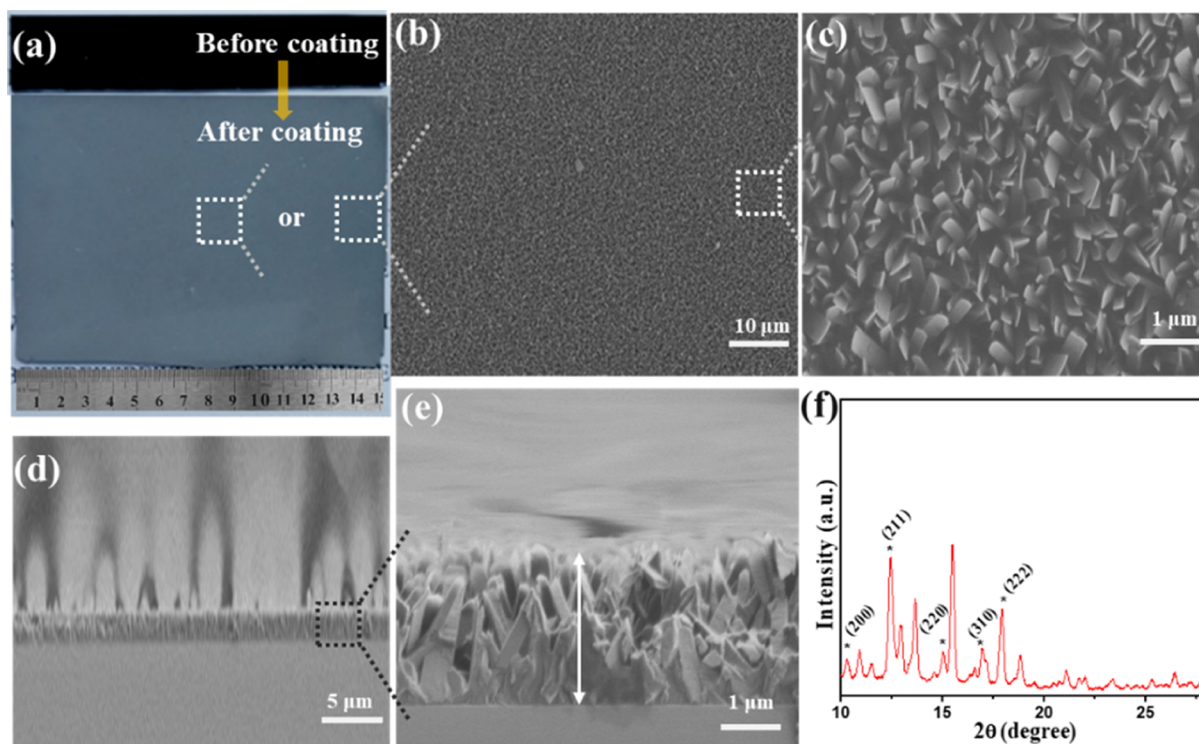 (a)
Before coating
After coating
or
1 2 3 4 5 6 7 8 9 10 11 12 13 14 15
(b)
10 μm
(c)
1 μm
(d)
5 μm
(e)
1 μm
(f)
Intensity (a.u.)
* (200)
* (211)
(220)
*
(310)
*
* (222)
10 15 20 25
2θ (degree)